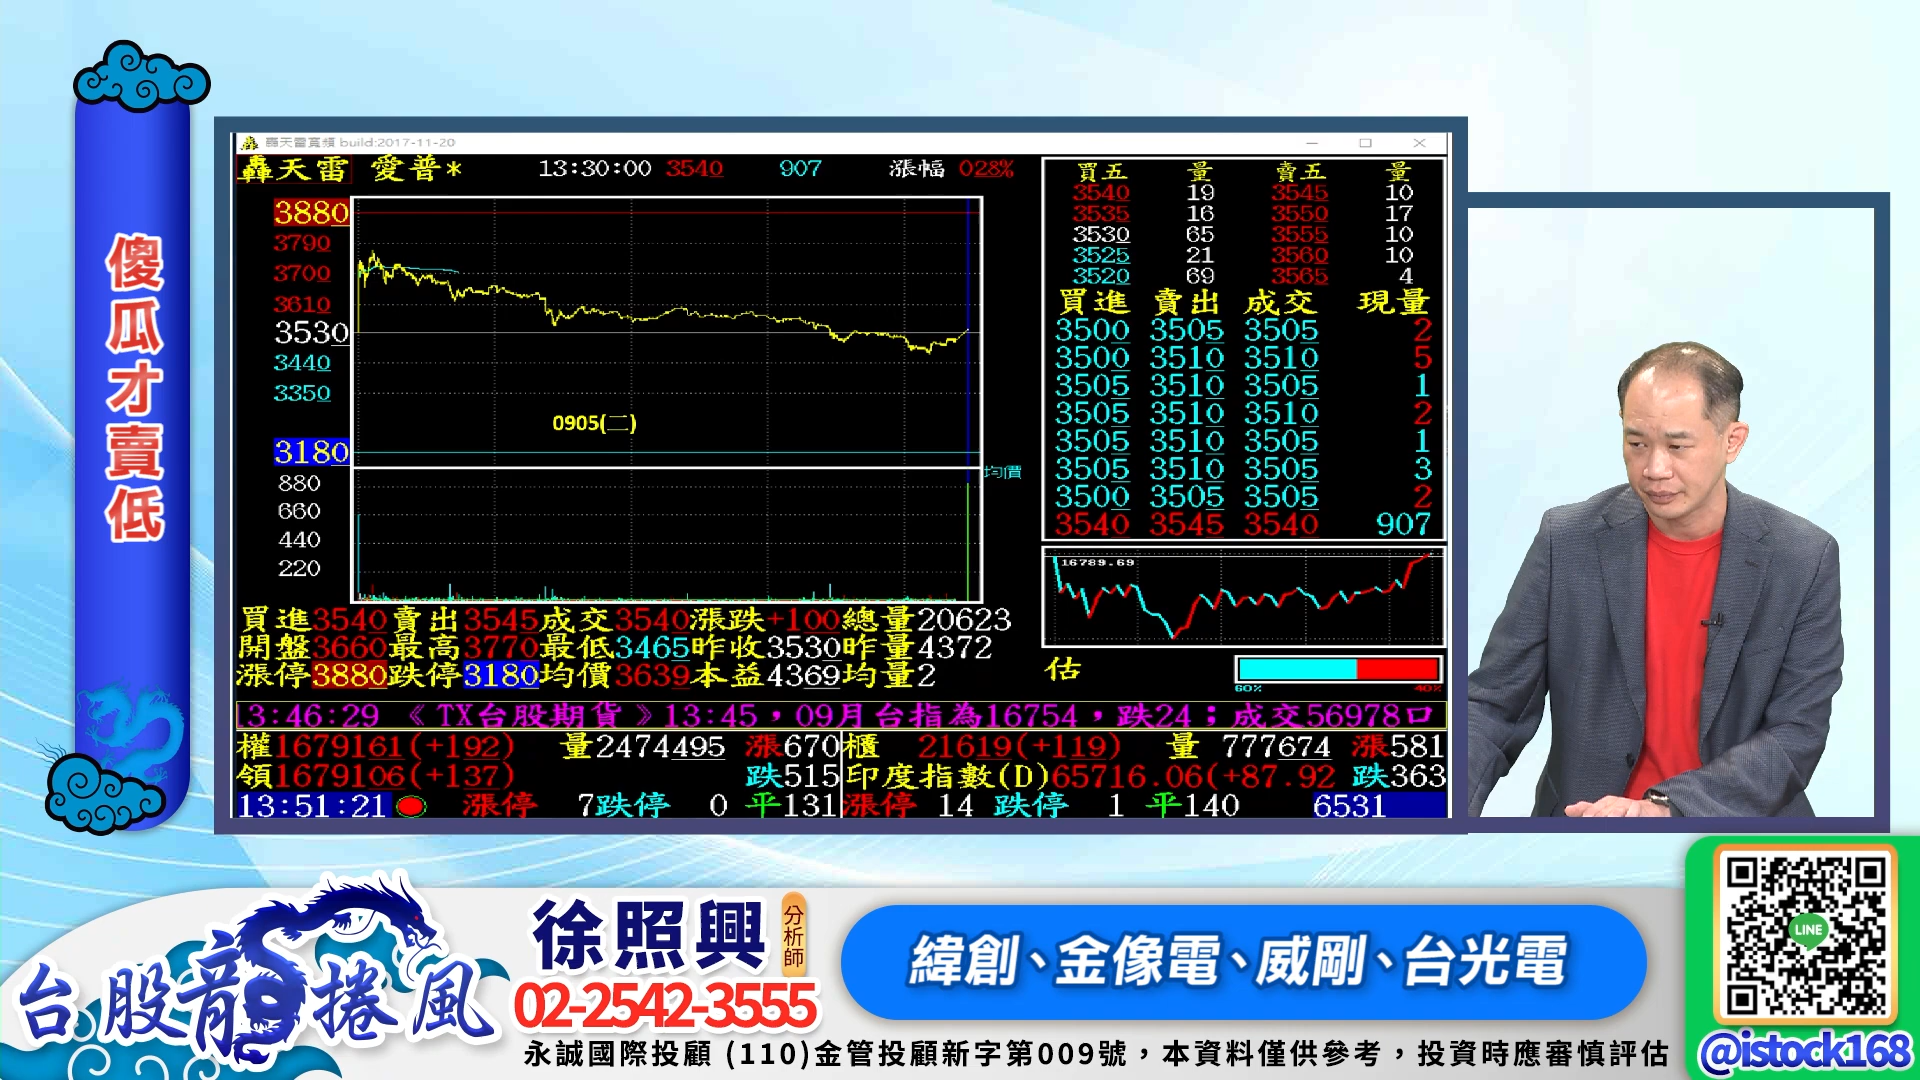 傻瓜才賣低
轟天雷寬頻 build:2017-11-20
轟天雷 愛普* 13:30:00 3540 907 漲幅 028%
3880
3790
3700
3610
3530
3440
3350
3180
0905(二)
均價
880
660
440
220
買五 量 賣五 量
3540 19 3545 10
3535 16 3550 17
3530 65 3555 10
3525 21 3560 10
3520 69 3565 4
買進 賣出 成交 現量
3500 3505 3505 2
3500 3510 3510 5
3505 3510 3505 1
3505 3510 3510 2
3505 3510 3505 1
3505 3510 3505 3
3500 3505 3505 2
3540 3545 3540 907
16789.69
買進3540賣出3545成交3540漲跌+100總量20623
開盤3660最高3770最低3465昨收3530昨量4372
漲停3880跌停3180均價3639本益4369均量2
估
60% 40%
13:46:29 《TX台股期貨》13:45,09月台指為16754,跌24;成交56978口
權1679161(+192) 量2474495 漲670 櫃 21619(+119) 量 777674 漲581
領1679106(+137) 跌515 印度指數(D)65716.06(+87.92 跌363
13:51:21 漲停 7跌停 0 平131 漲停 14 跌停 1 平140 6531
台股龍捲風
徐照興 分析師
02-2542-3555
緯創、金像電、威剛、台光電
永誠國際投顧 (110)金管投顧新字第009號,本資料僅供參考,投資時應審慎評估
LINE
@istock168